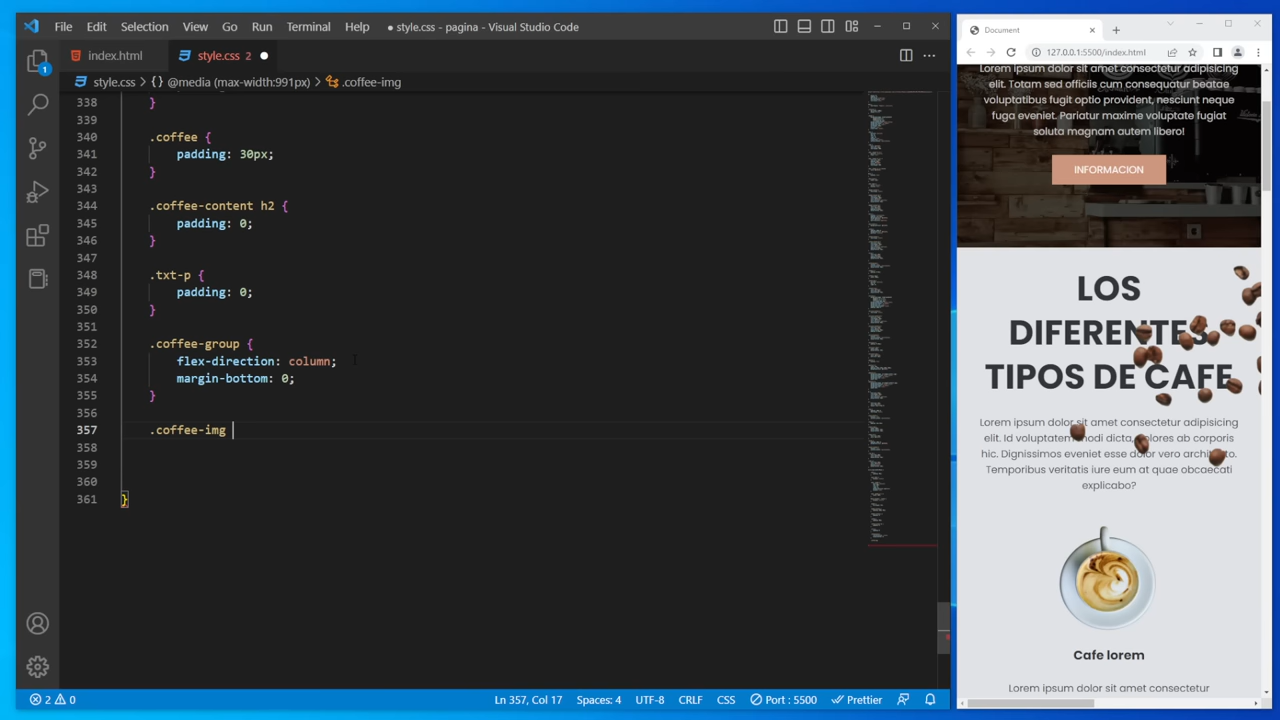 File Edit Selection View Go Run Terminal Help ● style.css - pagina - Visual Studio Code
index.html style.css 2
style.css > {} @media (max-width:991px) > .coffee-img
338 }
339
340 .coffee {
341 padding: 30px;
342 }
343
344 .corfee-content h2 {
345 padding: 0;
346 }
347
348 .txt-p {
349 padding: 0;
350 }
351
352 .coffee-group {
353 flex-direction: column;
354 margin-bottom: 0;
355 }
356
357 .coffee-img
358
359
360
361 }
1
2 0
Ln 357, Col 17 Spaces: 4 UTF-8 CRLF CSS Port : 5500 Prettier
Document
127.0.0.1:5500/index.html
Lorem ipsum dolor sit amet consectetur adipisicing
elit. Totam sed officiis cum consequatur beatae
voluptatibus fugit optio provident, nesciunt neque
fuga eveniet. Pariatur maxime voluptate fugiat
soluta magnam autem libero!
INFORMACION
LOS
DIFERENTES
TIPOS DE CAFE
Lorem ipsum dolor sit amet consectetur adipisicing
elit. Id voluptatem modi dicta, dolores ab corporis
hic. Dignissimos eveniet esse dolor vero architecto.
Temporibus veritatis iure eum at quae obcaecati
explicabo?
Cafe lorem
Lorem ipsum dolor sit amet consectetur